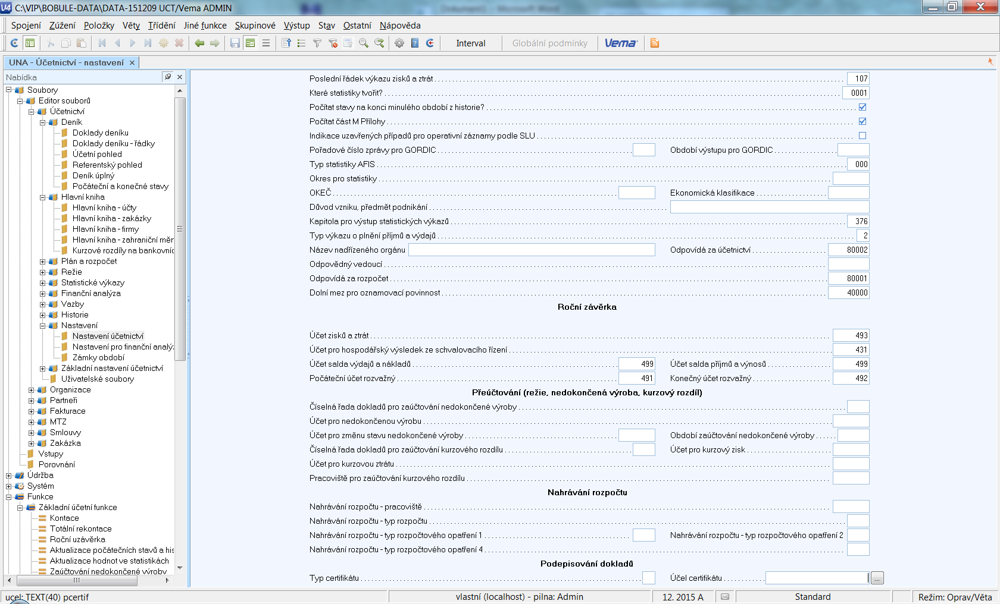 C:\VIP\BOBULE-DATA\DATA-151209 UCT/Vema ADMIN
Spojení Zúžení Položky Věty Třídění Jiné funkce Skupinové Výstup Stav Ostatní Nápověda
Interval Globální podmínky Vema
UNA - Účetnictví - nastavení
Nabídka
Soubory
Editor souborů
Účetnictví
Deník
Doklady deníku
Doklady deníku - řádky
Účetní pohled
Referentský pohled
Deník úplný
Počáteční a konečné stavy
Hlavní kniha
Hlavní kniha - účty
Hlavní kniha - zakázky
Hlavní kniha - firmy
Hlavní kniha - zahraniční měr
Kurzové rozdíly na bankovníc
Plán a rozpočet
Režie
Statistické výkazy
Finanční analýza
Vazby
Historie
Nastavení
Nastavení účetnictví
Nastavení pro finanční analýz
Zámky období
Základní nastavení účetnictví
Uživatelské soubory
Organizace
Partneři
Fakturace
MTZ
Smlouvy
Zakázka
Vstupy
Porovnání
Údržba
Systém
Funkce
Základní účetní funkce
Kontace
Totální rekontace
Roční uzávěrka
Aktualizace počátečních stavů a his
Aktualizace hodnot ve statistikách
Zaúčtování nedokončené výroby
Poslední řádek výkazu zisků a ztrát 107
Které statistiky tvořit? 0001
Počítat stavy na konci minulého období z historie?
Počítat část M Přílohy
Indikace uzavřených případů pro operativní záznamy podle SLU
Pořadové číslo zprávy pro GORDIC Období výstupu pro GORDIC
Typ statistiky AFIS 000
Okres pro statistiky
OKEČ Ekonomická klasifikace
Důvod vzniku, předmět podnikání
Kapitola pro výstup statistických výkazů 376
Typ výkazu o plnění příjmů a výdajů 2
Název nadřízeného orgánu Odpovídá za účetnictví 80002
Odpovědný vedoucí
Odpovídá za rozpočet 80001
Dolní mez pro oznamovací povinnost 40000
Roční závěrka
Účet zisků a ztrát 493
Účet pro hospodářský výsledek ze schvalovacího řízení 431
Účet salda výdajů a nákladů 499 Účet salda příjmů a výnosů 499
Počáteční účet rozvažný 491 Konečný účet rozvažný 492
Přeúčtování (režie, nedokončená výroba, kurzový rozdíl)
Číselná řada dokladů pro zaúčtování nedokončené výroby
Účet pro nedokončenou výrobu
Účet pro změnu stavu nedokončené výroby Období zaúčtování nedokončené výroby
Číselná řada dokladů pro zaúčtování kurzového rozdílu Účet pro kurzový zisk
Účet pro kurzovou ztrátu
Pracoviště pro zaúčtování kurzového rozdílu
Nahrávání rozpočtu
Nahrávání rozpočtu - pracoviště
Nahrávání rozpočtu - typ rozpočtu
Nahrávání rozpočtu - typ rozpočtového opatření 1 Nahrávání rozpočtu - typ rozpočtového opatření 2
Nahrávání rozpočtu - typ rozpočtového opatření 4
Podepisování dokladů
Typ certifikátu Účel certifikátu ...
ucel: TEXT(40) pcertif vlastní (localhost) - pilna: Admin 12. 2015 A Standard Režim: Oprav/Věta